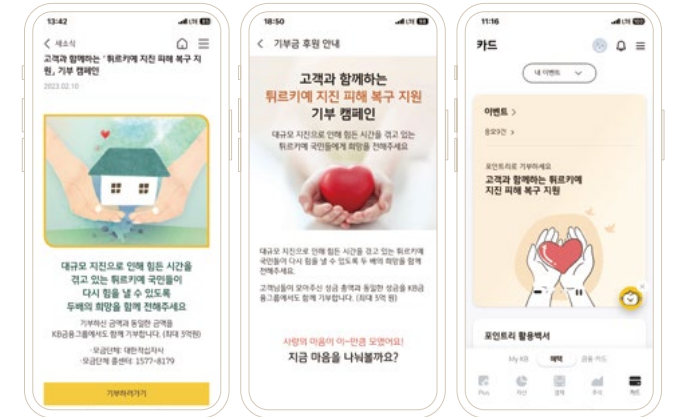 13:42
LTE
새소식
고객과 함께하는 「튀르키예 지진 피해 복구 지
원」 기부 캠페인
2023.02.10
대규모 지진으로 인해 힘든 시간을
겪고 있는 튀르키예 국민들이
다시 힘을 낼 수 있도록
두배의 희망을 함께 전해주세요
기부하신 금액과 동일한 금액을
KB금융그룹에서도 함께 기부합니다. (최대 3억원)
·모금단체: 대한적십자사
·모금단체 콜센터: 1577-8179
기부하러가기
18:50
LTE
기부금 후원 안내
고객과 함께하는
튀르키예 지진 피해 복구 지원
기부 캠페인
대규모 지진으로 인해 힘든 시간을 겪고 있는
튀르키예 국민들에게 희망을 전해주세요
대규모 지진으로 인해 힘든 시간을 겪고 있는 튀르키예
국민들이 다시 힘을 낼 수 있도록 두 배의 희망을 함께
전해주세요.
고객님들이 모아주신 성금 총액과 동일한 성금을 KB금
융그룹에서도 함께 기부합니다. (최대 3억 원)
사랑의 마음이 이~만큼 모였어요!
지금 마음을 나눠볼까요?
11:16
LTE
카드
내 이벤트
이벤트
응모9건
포인트리로 기부하세요
고객과 함께하는 튀르키예
지진 피해 복구 지원
포인트리 활용백서
My KB
혜택
금융 카드
Plus
자산
결제
주식
카드